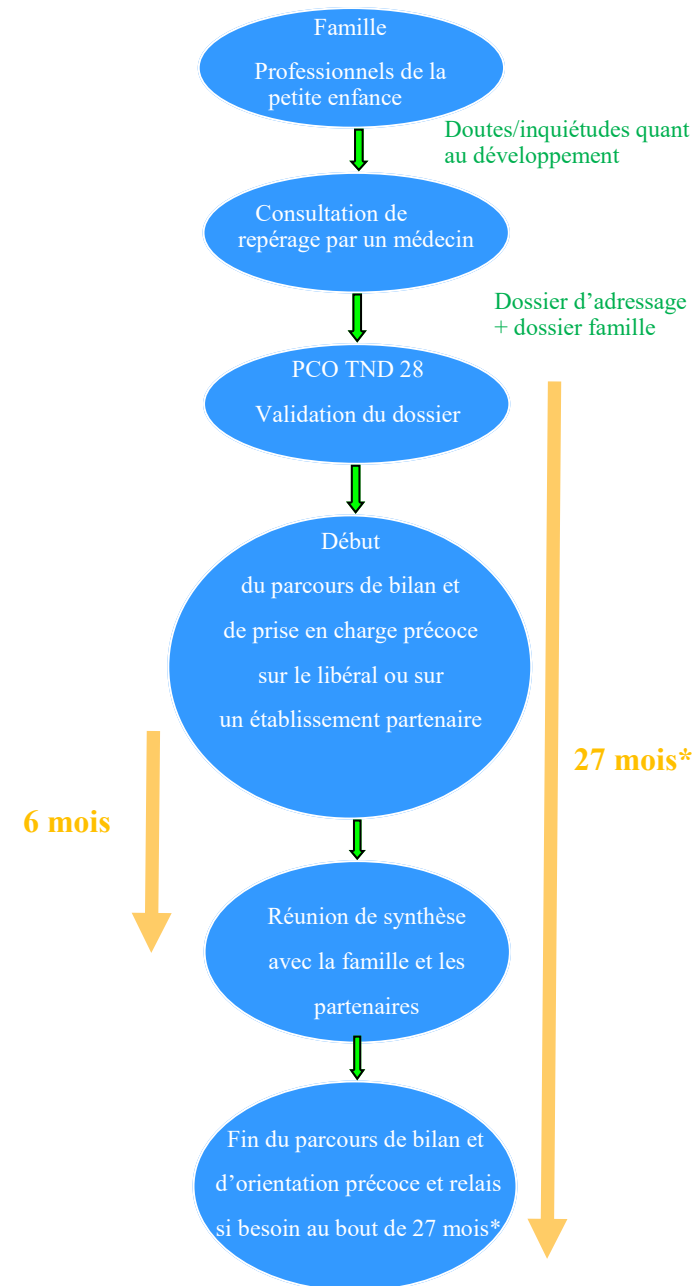 Famille
Professionnels de la
petite enfance
Doutes/inquiétudes quant
au développement
Consultation de
repérage par un médecin
Dossier d’adressage
+ dossier famille
PCO TND 28
Validation du dossier
Début
du parcours de bilan et
de prise en charge précoce
sur le libéral ou sur
un établissement partenaire
27 mois*
6 mois
Réunion de synthèse
avec la famille et les
partenaires
Fin du parcours de bilan et
d’orientation précoce et relais
si besoin au bout de 27 mois*